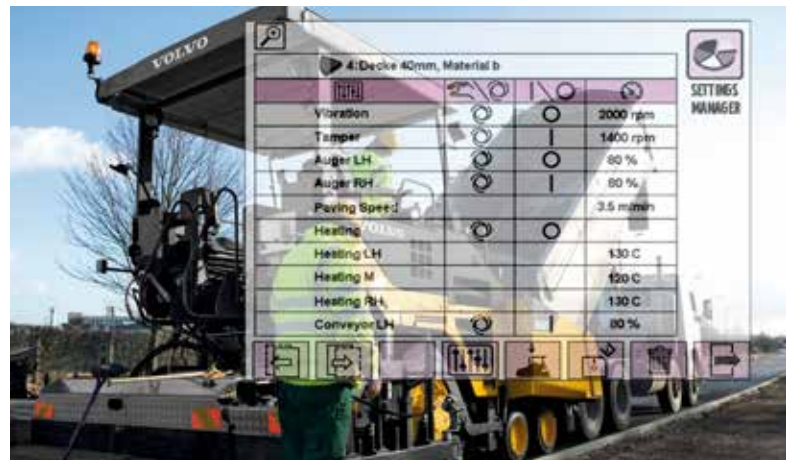 VOLVO
4:Decke 40mm, Material b
SETTINGS
MANAGER
Vibration 2000 rpm
Tamper 1400 rpm
Auger LH 80 %
Auger RH 80 %
Paving Speed 3.5 m/min
Heating
Heating LH 130 C
Heating M 120 C
Heating RH 130 C
Conveyor LH 80 %
VOLVO